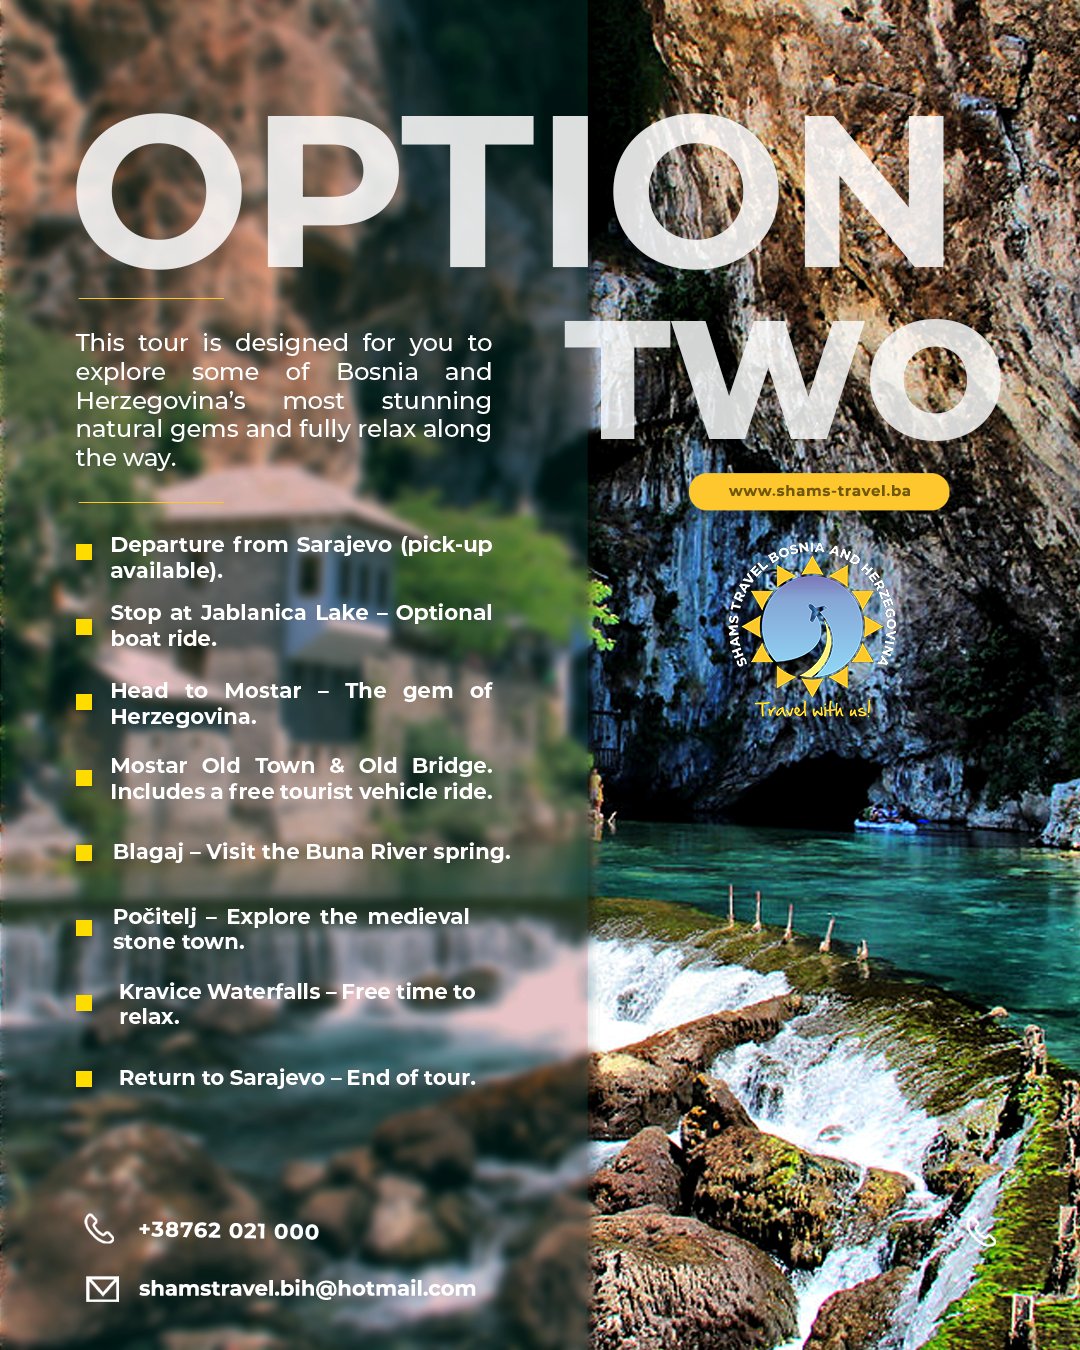 OPTION
TWO
This tour is designed for you to
explore some of Bosnia and
Herzegovina’s most stunning
natural gems and fully relax along
the way.
www.shams-travel.ba
SHAMS TRAVEL BOSNIA AND HERZEGOVINA
Travel with us!
Departure from Sarajevo (pick-up
available).
Stop at Jablanica Lake – Optional
boat ride.
Head to Mostar – The gem of
Herzegovina.
Mostar Old Town & Old Bridge.
Includes a free tourist vehicle ride.
Blagaj – Visit the Buna River spring.
Počitelj – Explore the medieval
stone town.
Kravice Waterfalls – Free time to
relax.
Return to Sarajevo – End of tour.
+38762 021 000
shamstravel.bih@hotmail.com